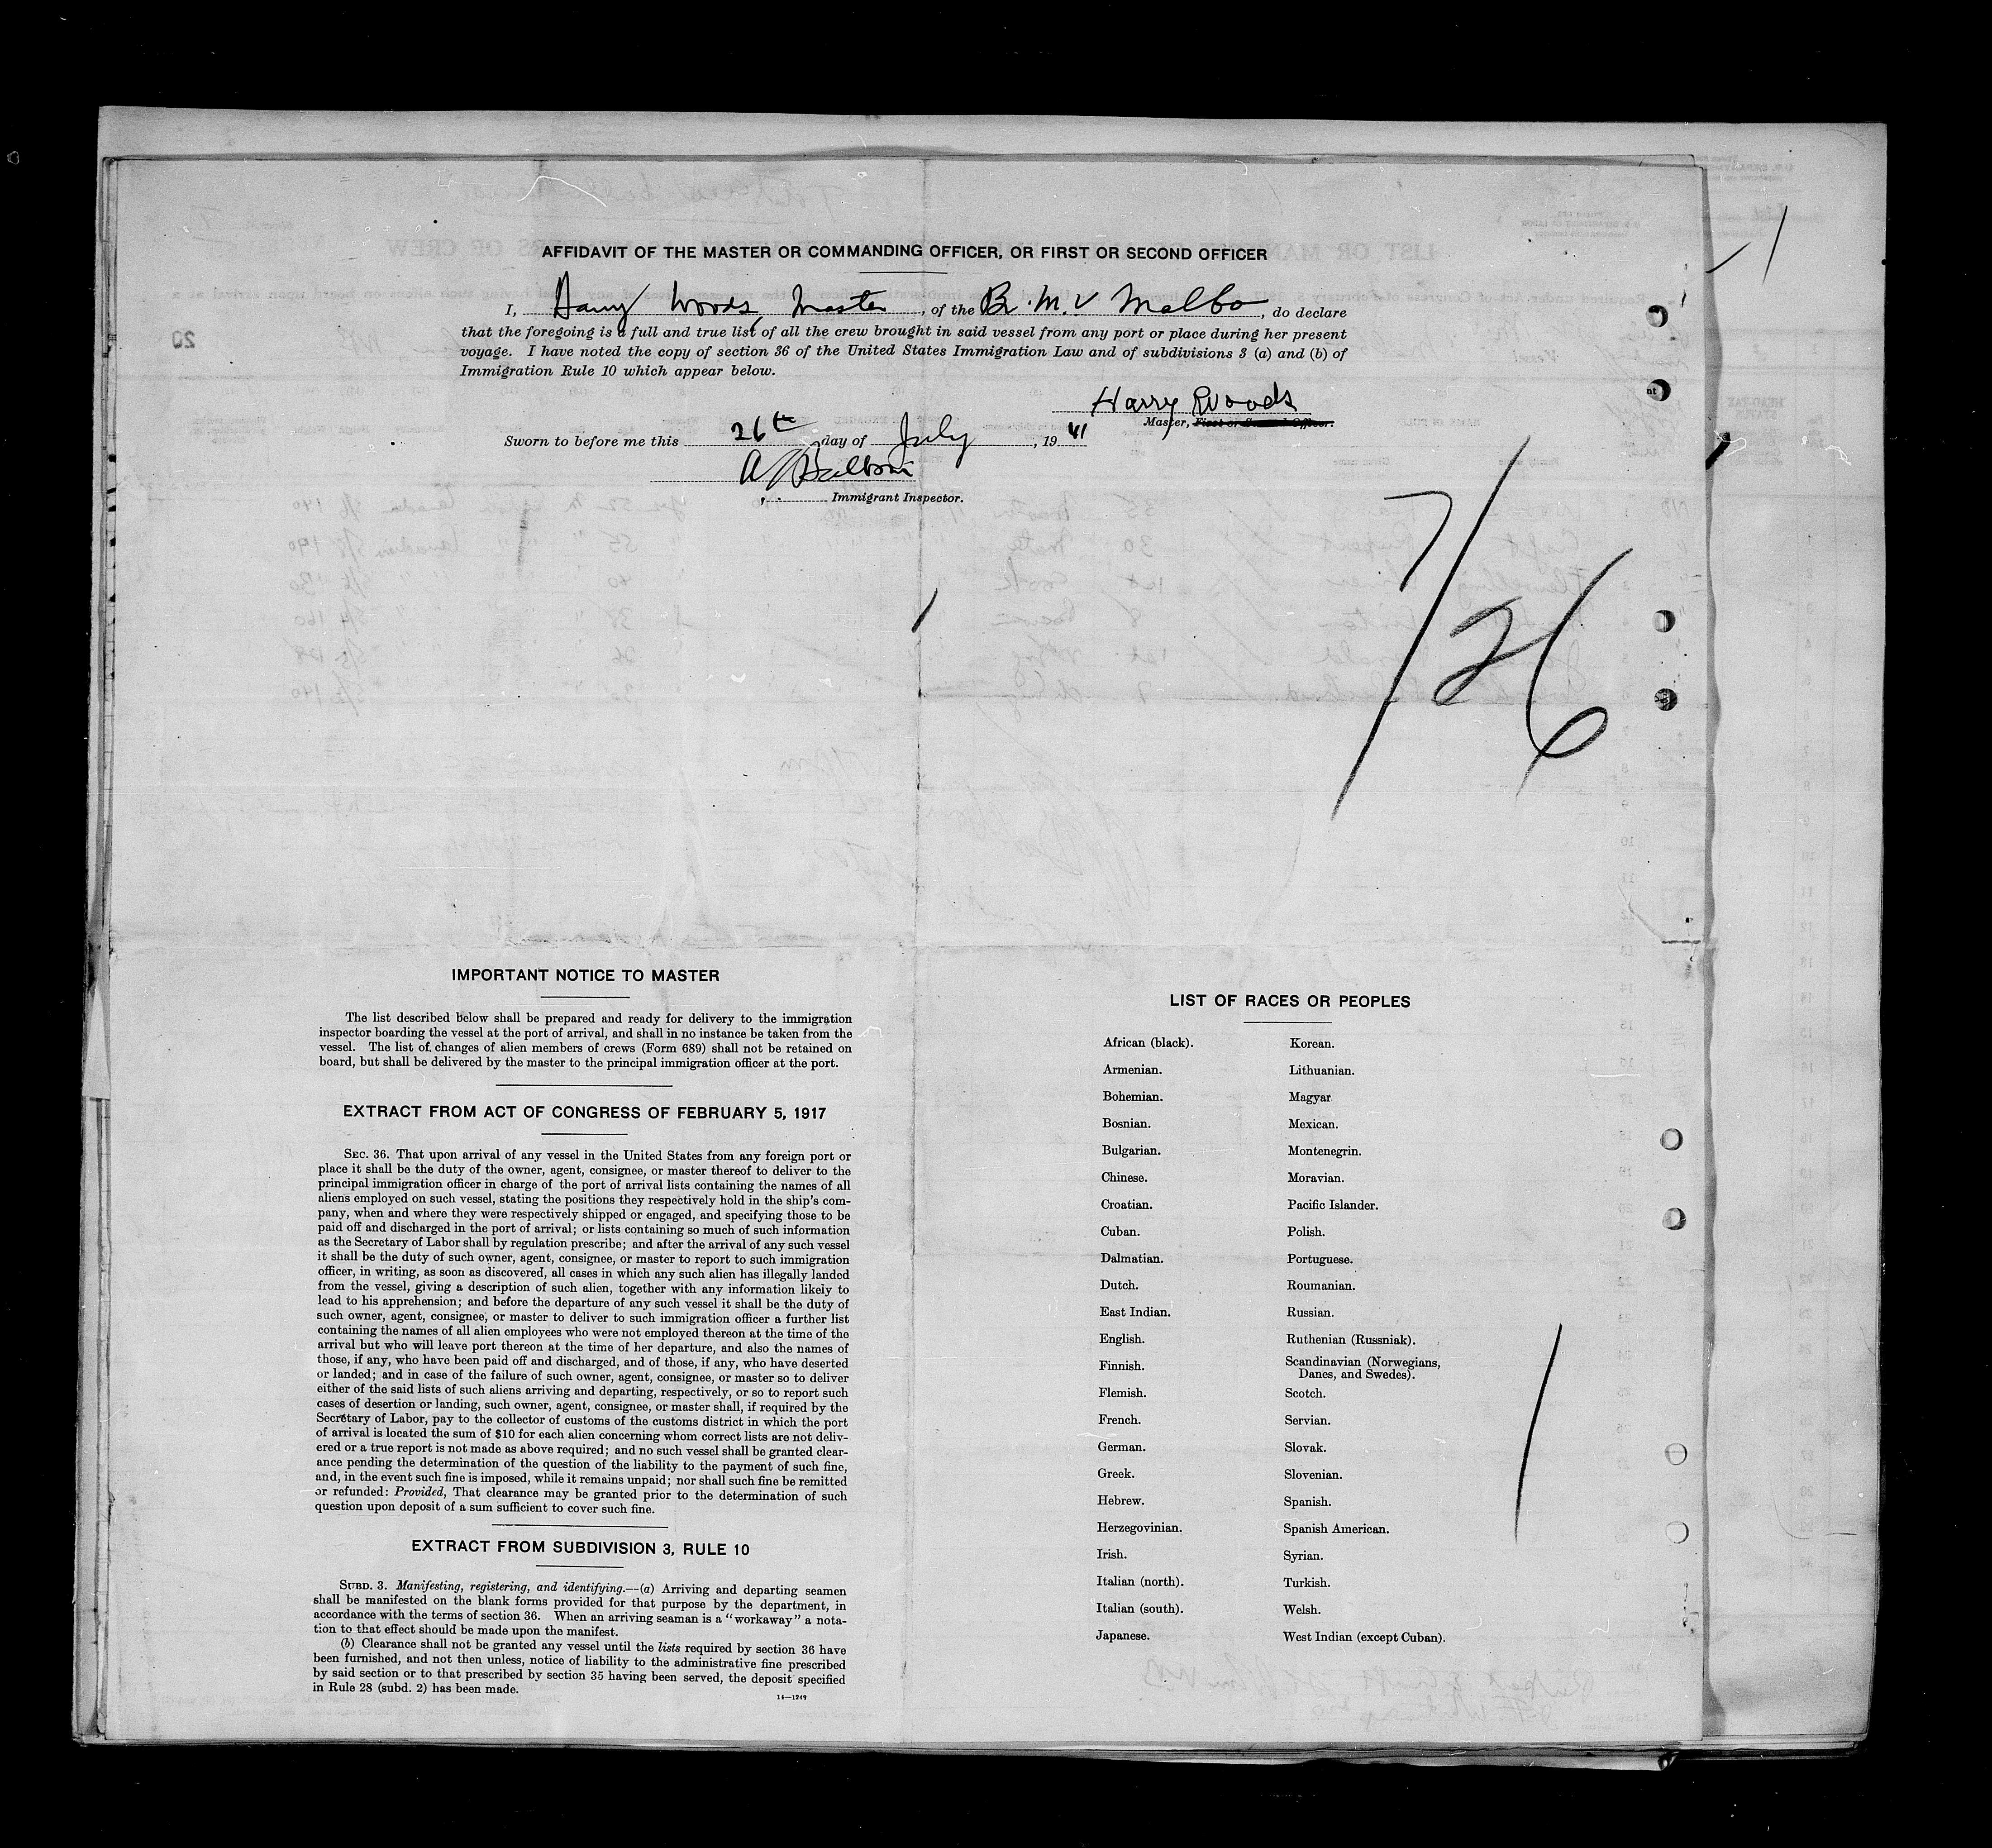 AFFIDAVIT OF THE MASTER OR COMMANDING OFFICER, OR FIRST OR SECOND OFFICER
I, Harry Woods, Master, of the Br. M.V Malbo, do declare
that the foregoing is a full and true list of all the crew brought in said vessel from any port or place during her present
voyage. I have noted the copy of section 36 of the United States Immigration Law and of subdivisions 3 (a) and (b) of
Immigration Rule 10 which appear below.
Harry Woods
Master, First or Second Officer.
Sworn to before me this 26th day of July, 1941
Immigrant Inspector.
7/26
IMPORTANT NOTICE TO MASTER
The list described below shall be prepared and ready for delivery to the immigration
inspector boarding the vessel at the port of arrival, and shall in no instance be taken from the
vessel. The list of changes of alien members of crews (Form 689) shall not be retained on
board, but shall be delivered by the master to the principal immigration officer at the port.
EXTRACT FROM ACT OF CONGRESS OF FEBRUARY 5, 1917
SEC. 36. That upon arrival of any vessel in the United States from any foreign port or
place it shall be the duty of the owner, agent, consignee, or master thereof to deliver to the
principal immigration officer in charge of the port of arrival lists containing the names of all
aliens employed on such vessel, stating the positions they respectively hold in the ship's com-
pany, when and where they were respectively shipped or engaged, and specifying those to be
paid off and discharged in the port of arrival; or lists containing so much of such information
as the Secretary of Labor shall by regulation prescribe; and after the arrival of any such vessel
it shall be the duty of such owner, agent, consignee, or master to report to such immigration
officer, in writing, as soon as discovered, all cases in which any such alien has illegally landed
from the vessel, giving a description of such alien, together with any information likely to
lead to his apprehension; and before the departure of any such vessel it shall be the duty of
such owner, agent, consignee, or master to deliver to such immigration officer a further list
containing the names of all alien employees who were not employed thereon at the time of the
arrival but who will leave port thereon at the time of her departure, and also the names of
those, if any, who have been paid off and discharged, and of those, if any, who have deserted
or landed; and in case of the failure of such owner, agent, consignee, or master so to deliver
either of the said lists of such aliens arriving and departing, respectively, or so to report such
cases of desertion or landing, such owner, agent, consignee, or master shall, if required by the
Secretary of Labor, pay to the collector of customs of the customs district in which the port
of arrival is located the sum of $10 for each alien concerning whom correct lists are not deliv-
ered or a true report is not made as above required; and no such vessel shall be granted clear-
ance pending the determination of the question of the liability to the payment of such fine,
and, in the event such fine is imposed, while it remains unpaid; nor shall such fine be remitted
or refunded: Provided, That clearance may be granted prior to the determination of such
question upon deposit of a sum sufficient to cover such fine.
EXTRACT FROM SUBDIVISION 3, RULE 10
SUBD. 3. Manifesting, registering, and identifying.—(a) Arriving and departing seamen
shall be manifested on the blank forms provided for that purpose by the department, in
accordance with the terms of section 36. When an arriving seaman is a "workaway" a nota-
tion to that effect should be made upon the manifest.
(b) Clearance shall not be granted any vessel until the lists required by section 36 have
been furnished, and not then unless, notice of liability to the administrative fine prescribed
by said section or to that prescribed by section 35 having been served, the deposit specified
in Rule 28 (subd. 2) has been made.
14—1249
LIST OF RACES OR PEOPLES
African (black).
Armenian.
Bohemian.
Bosnian.
Bulgarian.
Chinese.
Croatian.
Cuban.
Dalmatian.
Dutch.
East Indian.
English.
Finnish.
Flemish.
French.
German.
Greek.
Hebrew.
Herzegovinian.
Irish.
Italian (north).
Italian (south).
Japanese.
Korean.
Lithuanian.
Magyar
Mexican.
Montenegrin.
Moravian.
Pacific Islander.
Polish.
Portuguese.
Roumanian.
Russian.
Ruthenian (Russniak).
Scandinavian (Norwegians,
Danes, and Swedes).
Scotch.
Servian.
Slovak.
Slovenian.
Spanish.
Spanish American.
Syrian.
Turkish.
Welsh.
West Indian (except Cuban).